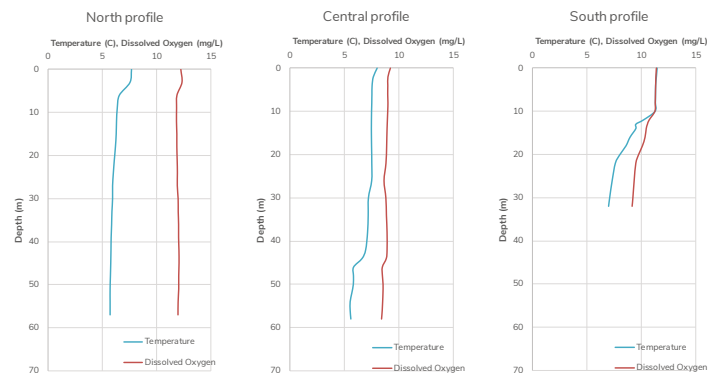 North profile
Temperature (C), Dissolved Oxygen (mg/L)
0 5 10 15
0
10
20
30
40
50
60
70
Depth (m)
Temperature
Dissolved Oxygen
Central profile
Temperature (C), Dissolved Oxygen (mg/L)
0 5 10 15
0
10
20
30
40
50
60
70
Depth (m)
Temperature
Dissolved Oxygen
South profile
Temperature (C), Dissolved Oxygen (mg/L)
0 5 10 15
0
10
20
30
40
50
60
70
Depth (m)
Temperature
Dissolved Oxygen